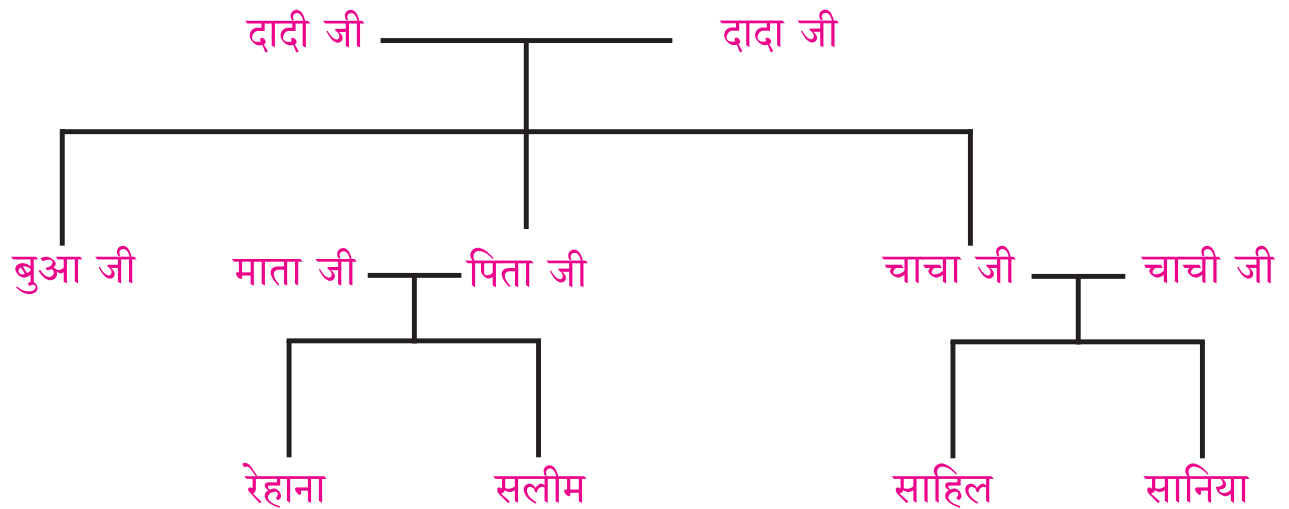 दादी जी दादा जी
बुआ जी माता जी पिता जी चाचा जी चाची जी
रेहाना सलीम साहिल सानिया